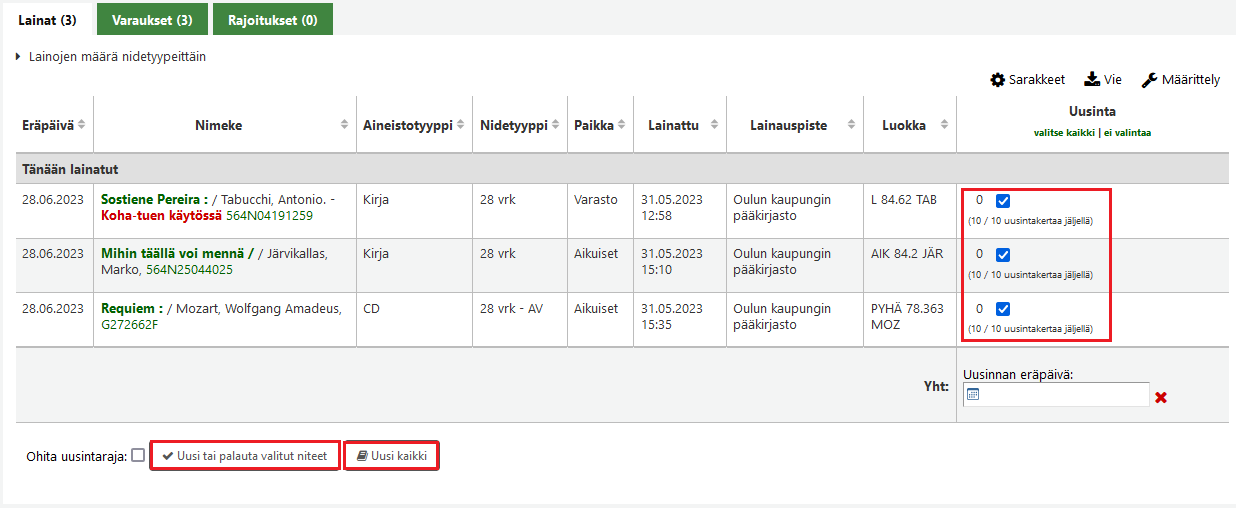 Lainat (3) Varaukset (3) Rajoitukset (0)
Lainojen määrä nidetyypeittäin
Sarakkeet Vie Määrittely
Eräpäivä Nimeke Aineistotyyppi Nidetyyppi Paikka Lainattu Lainauspiste Luokka Uusinta
valitse kaikki | ei valintaa
Tänään lainatut
28.06.2023 Sostiene Pereira : / Tabucchi, Antonio. - Kirja 28 vrk Varasto 31.05.2023 Oulun kaupungin L 84.62 TAB 0
Koha-tuen käytössä 564N04191259 12:58 pääkirjasto (10 / 10 uusintakertaa jäljellä)
28.06.2023 Mihin täällä voi mennä / / Järvikallas, Kirja 28 vrk Aikuiset 31.05.2023 Oulun kaupungin AIK 84.2 JÄR 0
Marko, 564N25044025 15:10 pääkirjasto (10 / 10 uusintakertaa jäljellä)
28.06.2023 Requiem : / Mozart, Wolfgang Amadeus, CD 28 vrk - AV Aikuiset 31.05.2023 Oulun kaupungin PYHÄ 78.363 0
G272662F 15:35 pääkirjasto MOZ (10 / 10 uusintakertaa jäljellä)
Uusinnan eräpäivä:
Yht:
Ohita uusintaraja: Uusi tai palauta valitut niteet Uusi kaikki